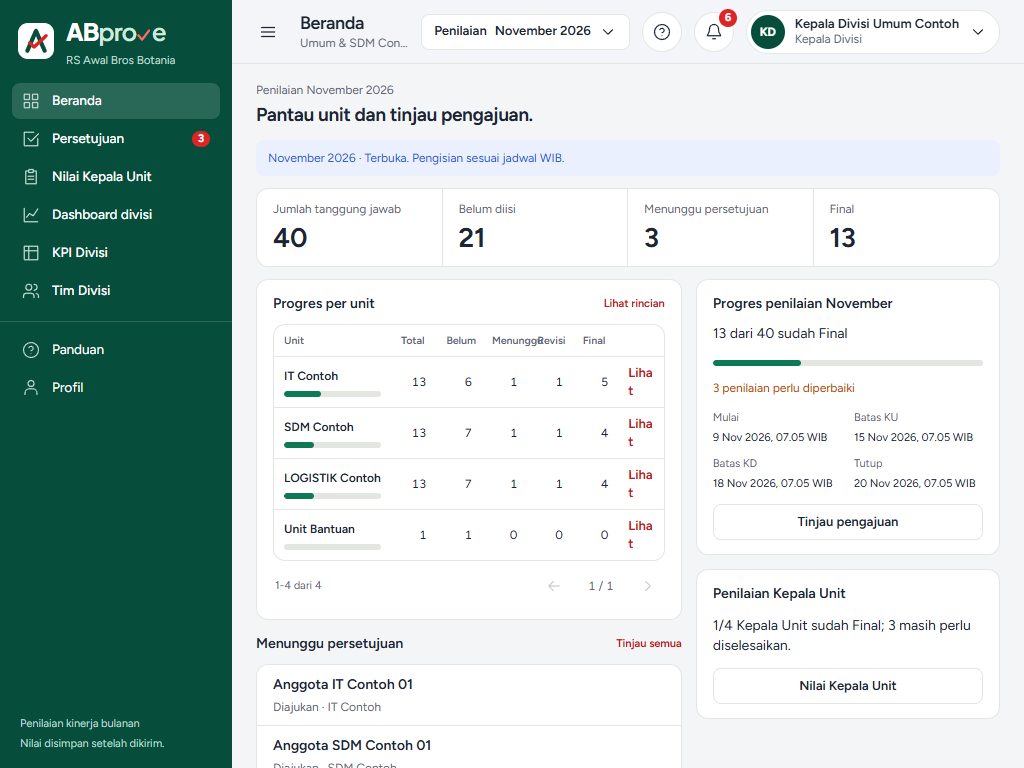 ABprove
RS Awal Bros Botania
Beranda
Persetujuan 3
Nilai Kepala Unit
Dashboard divisi
KPI Divisi
Tim Divisi
Panduan
Profil
Penilaian kinerja bulanan
Nilai disimpan setelah dikirim.
Beranda
Umum & SDM Con...
Penilaian November 2026
6
KD
Kepala Divisi Umum Contoh
Kepala Divisi
Penilaian November 2026
Pantau unit dan tinjau pengajuan.
November 2026 · Terbuka. Pengisian sesuai jadwal WIB.
Jumlah tanggung jawab
40
Belum diisi
21
Menunggu persetujuan
3
Final
13
Progres per unit Lihat rincian
Unit Total Belum Menunggu Revisi Final
IT Contoh 13 6 1 1 5 Liha
t
SDM Contoh 13 7 1 1 4 Liha
t
LOGISTIK Contoh 13 7 1 1 4 Liha
t
Unit Bantuan 1 1 0 0 0 Liha
t
1-4 dari 4 1 / 1
Menunggu persetujuan Tinjau semua
Anggota IT Contoh 01
Diajukan · IT Contoh
Anggota SDM Contoh 01
Diajukan · SDM Contoh
Progres penilaian November
13 dari 40 sudah Final
3 penilaian perlu diperbaiki
Mulai Batas KU
9 Nov 2026, 07.05 WIB 15 Nov 2026, 07.05 WIB
Batas KD Tutup
18 Nov 2026, 07.05 WIB 20 Nov 2026, 07.05 WIB
Tinjau pengajuan
Penilaian Kepala Unit
1/4 Kepala Unit sudah Final; 3 masih perlu
diselesaikan.
Nilai Kepala Unit